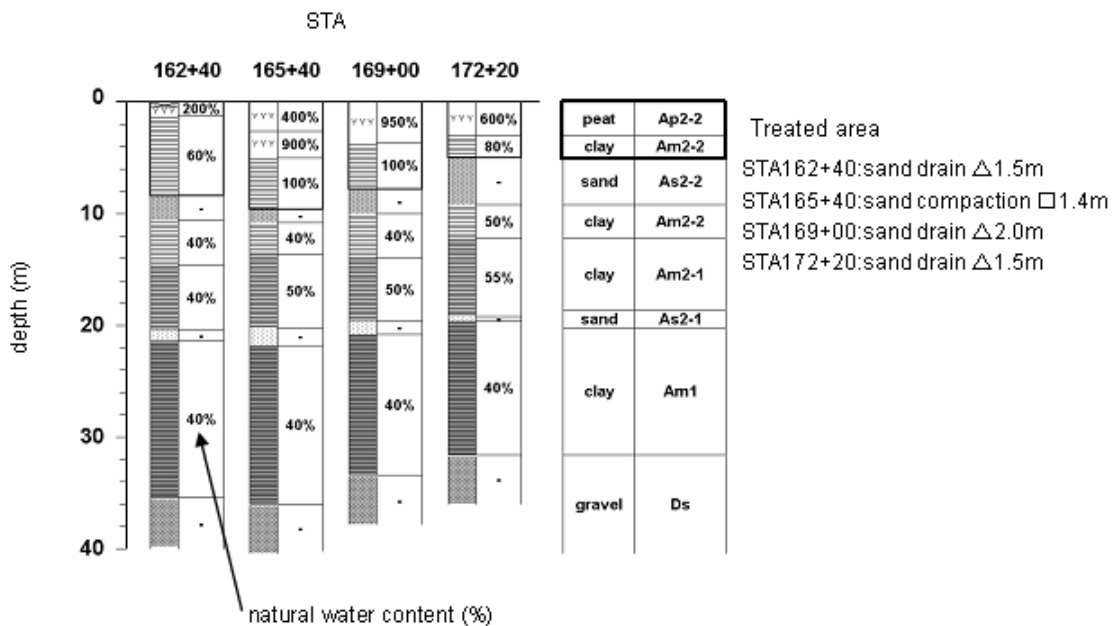 STA
162+40 165+40 169+00 172+20
depth (m)
0
10
20
30
40
200%
60%
-
40%
40%
-
40%
-
400%
900%
100%
-
40%
50%
-
40%
-
950%
100%
-
40%
50%
-
40%
-
600%
80%
-
50%
55%
-
40%
-
peat Ap2-2
clay Am2-2
sand As2-2
clay Am2-2
clay Am2-1
sand As2-1
clay Am1
gravel Ds
Treated area
STA162+40:sand drain △1.5m
STA165+40:sand compaction □1.4m
STA169+00:sand drain △2.0m
STA172+20:sand drain △1.5m
natural water content (%)